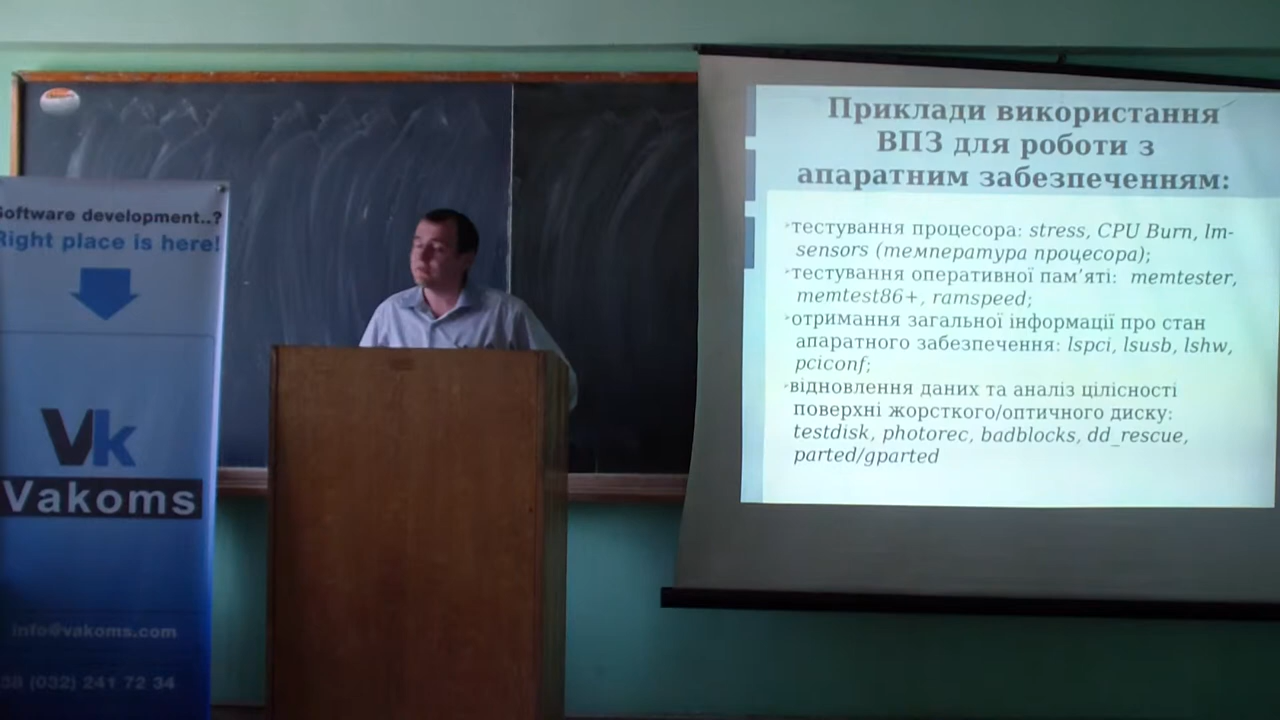 Software development..?
Right place is here!
Vk
Vakoms
info@vakoms.com
38 (032) 241 72 34
Приклади використання
ВПЗ для роботи з
апаратним забезпеченням:
тестування процесора: stress, CPU Burn, lm-
sensors (температура процесора);
тестування оперативної пам’яті: memtester,
memtest86+, ramspeed;
отримання загальної інформації про стан
апаратного забезпечення: lspci, lsusb, lshw,
pciconf;
відновлення даних та аналіз цілісності
поверхні жорсткого/оптичного диску:
testdisk, photorec, badblocks, dd_rescue,
parted/gparted